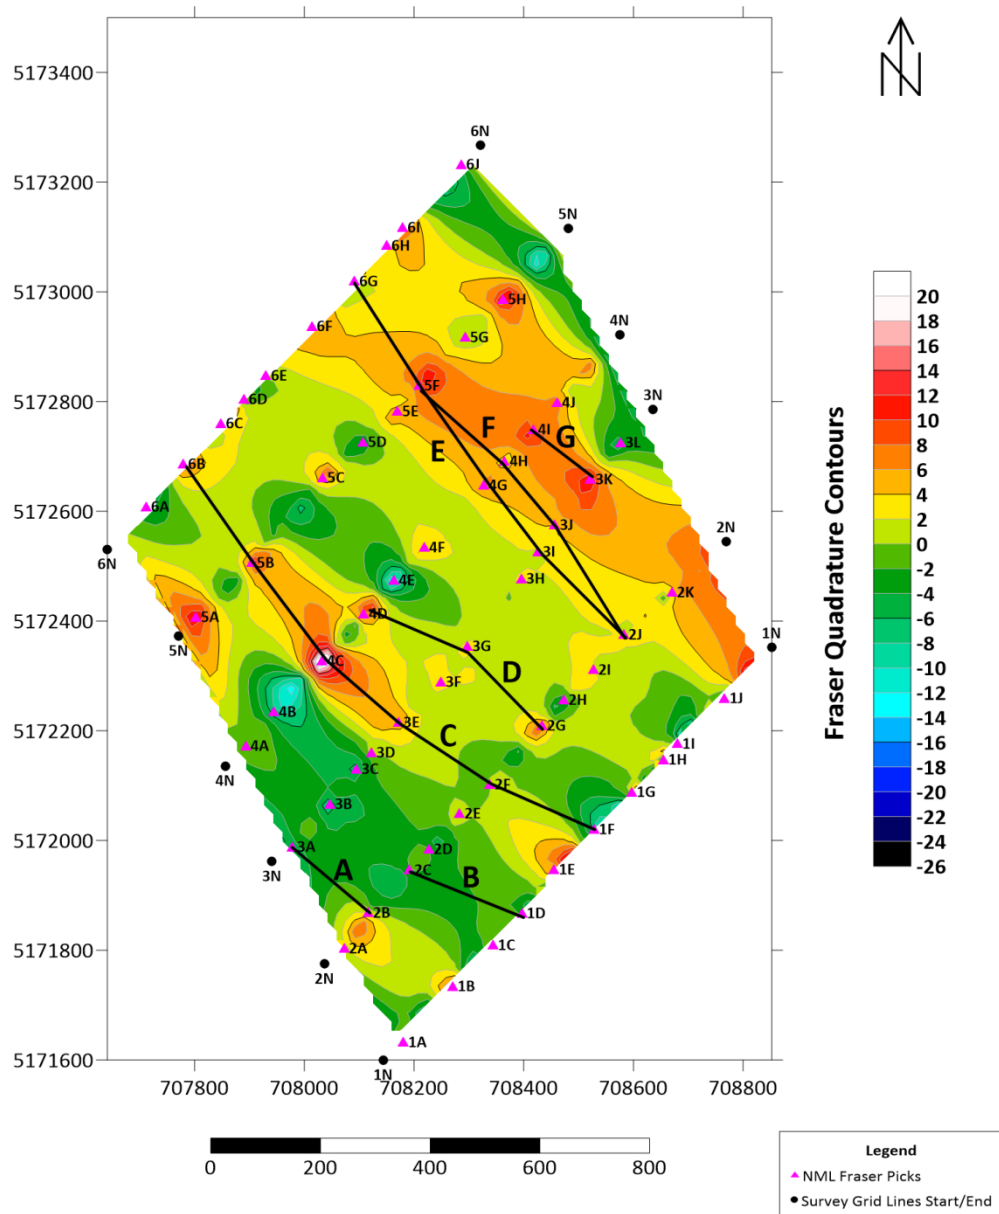 N
5173400
5173200
5173000
5172800
5172600
5172400
5172200
5172000
5171800
5171600
707800 708000 708200 708400 708600 708800
6N
6J
5N
6I
6H
6G
5H
4N
6F
5G
6E
5F
6D
5E
4J
3N
6C
F
4I
G
5D
3L
E
6B
4H
5C
4G
3K
6A
2N
3J
4F
6N
3I
5B
4E
3H
2K
5A
4D
5N
2J
1N
3G
4C
D
2I
3F
1J
4B
2H
3E
2G
4A
C
1I
3D
1H
3C
4N
2F
1G
3B
2E
1F
3A
2D
3N
A
2C
B
1E
2B
1D
2A
1C
2N
1B
1A
1N
Fraser Quadrature Contours
20
18
16
14
12
10
8
6
4
2
0
-2
-4
-6
-8
-10
-12
-14
-16
-18
-20
-22
-24
-26
0 200 400 600 800
Legend
NML Fraser Picks
Survey Grid Lines Start/End